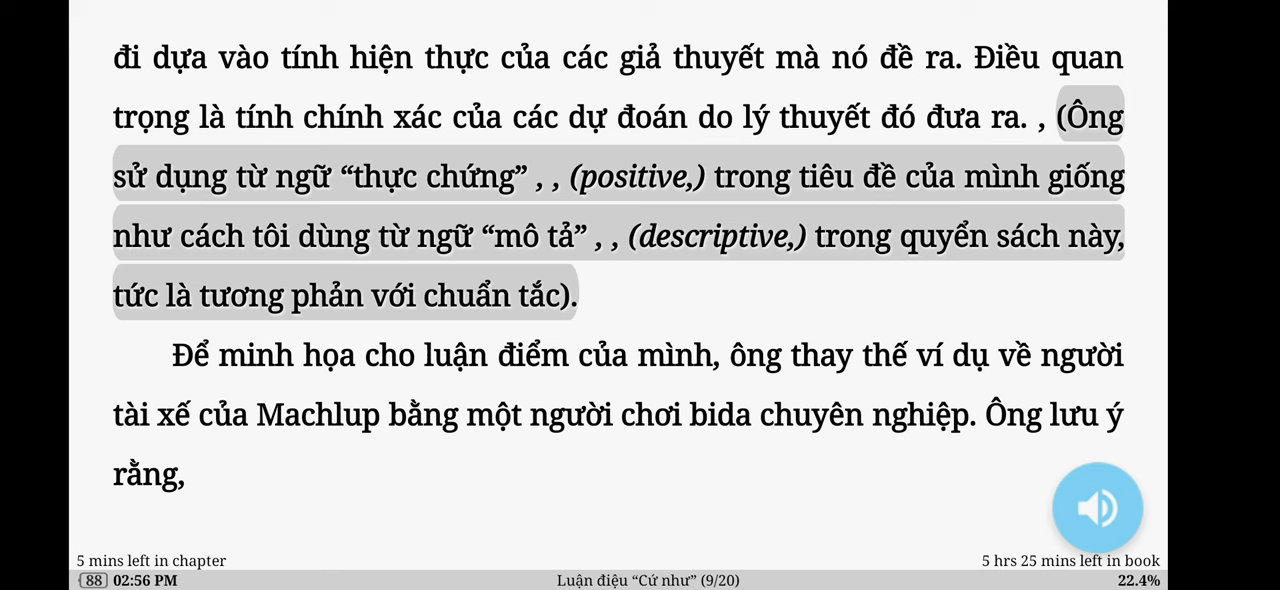 đi dựa vào tính hiện thực của các giả thuyết mà nó đề ra. Điều quan
trọng là tính chính xác của các dự đoán do lý thuyết đó đưa ra. , (Ông
sử dụng từ ngữ “thực chứng” , , (positive,) trong tiêu đề của mình giống
như cách tôi dùng từ ngữ “mô tả” , , (descriptive,) trong quyển sách này,
tức là tương phản với chuẩn tắc).
Để minh họa cho luận điểm của mình, ông thay thế ví dụ về người
tài xế của Machlup bằng một người chơi bida chuyên nghiệp. Ông lưu ý
rằng,
5 mins left in chapter 5 hrs 25 mins left in book
88 02:56 PM Luận điệu “Cứ như” (9/20) 22.4%